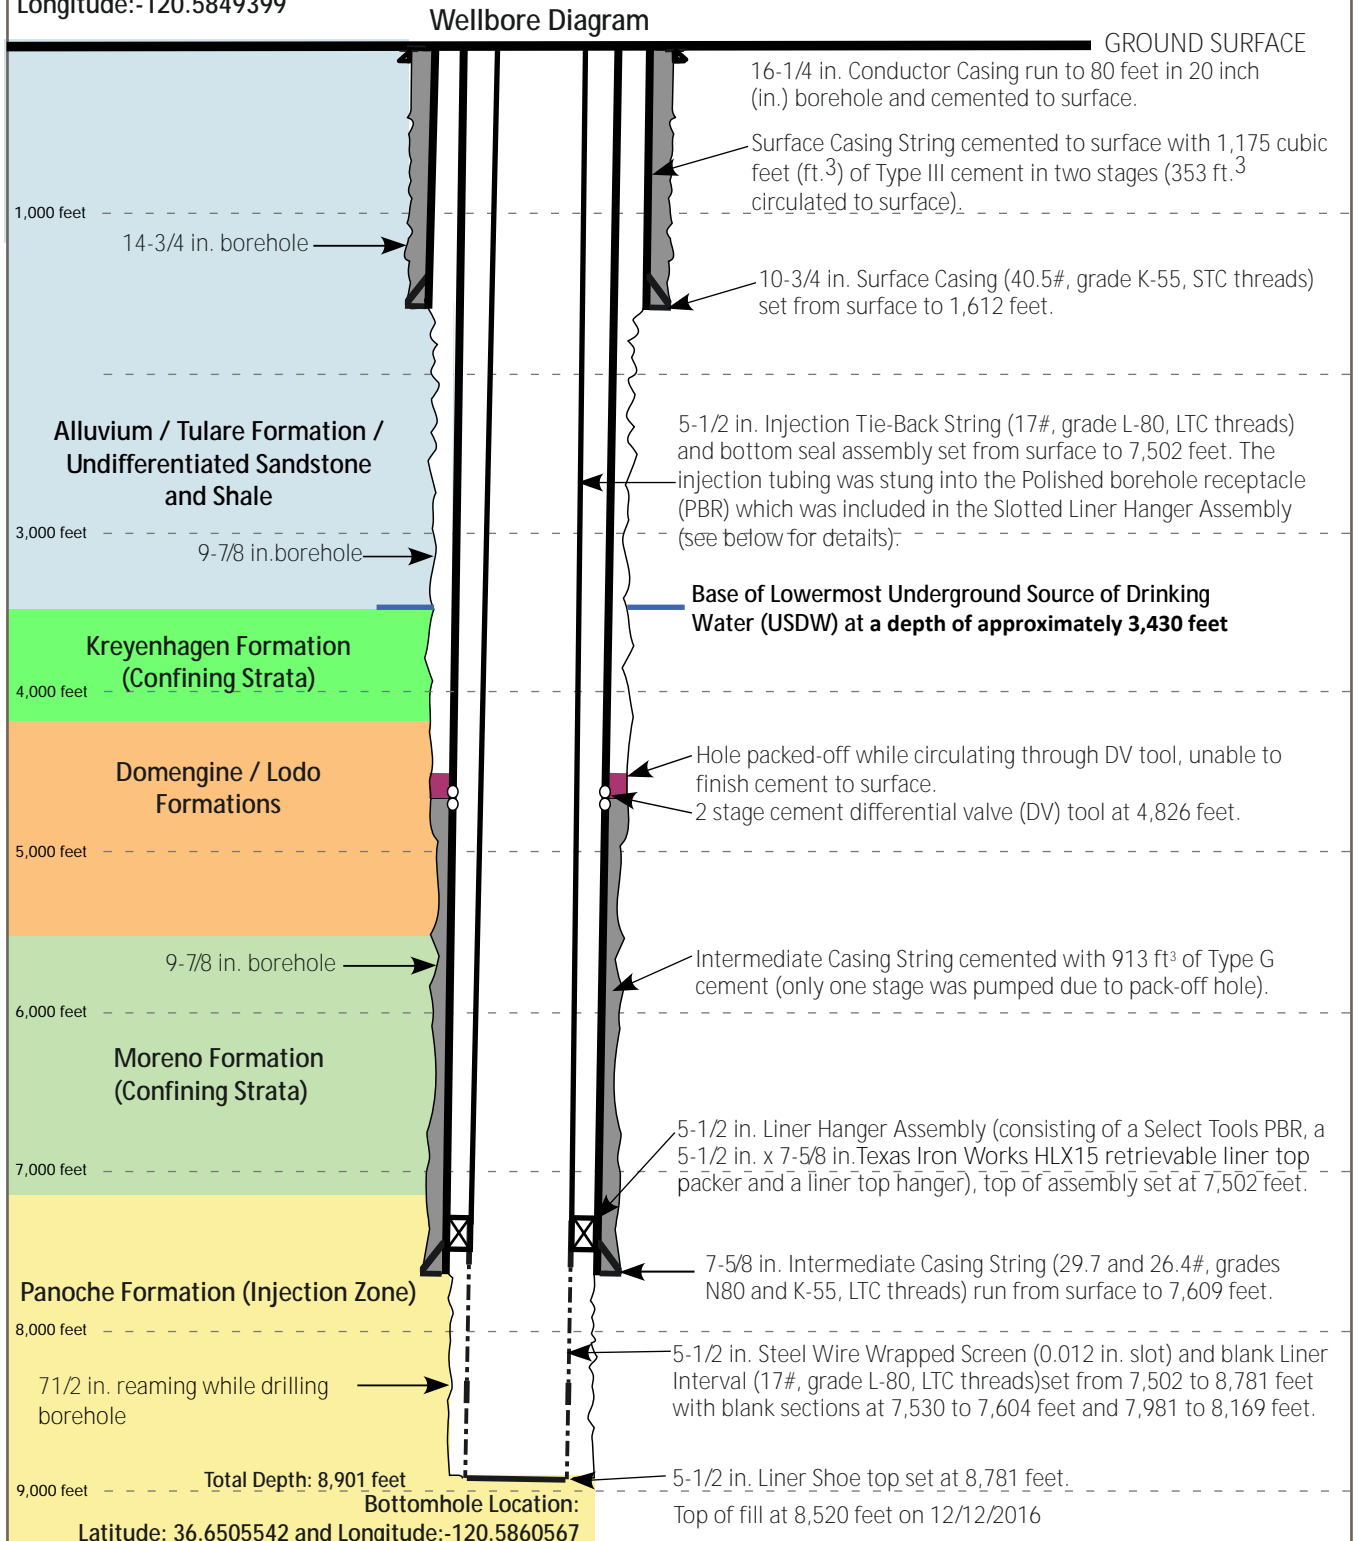 Longitude:-120.5849399
Wellbore Diagram
GROUND SURFACE
16-1/4 in. Conductor Casing run to 80 feet in 20 inch
(in.) borehole and cemented to surface.
Surface Casing String cemented to surface with 1,175 cubic
feet (ft.3) of Type III cement in two stages (353 ft.3
circulated to surface).
1,000 feet
14-3/4 in. borehole
10-3/4 in. Surface Casing (40.5#, grade K-55, STC threads)
set from surface to 1,612 feet.
Alluvium / Tulare Formation /
Undifferentiated Sandstone
and Shale
5-1/2 in. Injection Tie-Back String (17#, grade L-80, LTC threads)
and bottom seal assembly set from surface to 7,502 feet. The
injection tubing was stung into the Polished borehole receptacle
(PBR) which was included in the Slotted Liner Hanger Assembly
(see below for details).
3,000 feet
9-7/8 in.borehole
Base of Lowermost Underground Source of Drinking
Water (USDW) at a depth of approximately 3,430 feet
Kreyenhagen Formation
(Confining Strata)
4,000 feet
Domengine / Lodo
Formations
Hole packed-off while circulating through DV tool, unable to
finish cement to surface.
2 stage cement differential valve (DV) tool at 4,826 feet.
5,000 feet
9-7/8 in. borehole
Intermediate Casing String cemented with 913 ft³ of Type G
cement (only one stage was pumped due to pack-off hole).
6,000 feet
Moreno Formation
(Confining Strata)
5-1/2 in. Liner Hanger Assembly (consisting of a Select Tools PBR, a
5-1/2 in. x 7-5/8 in.Texas Iron Works HLX15 retrievable liner top
packer and a liner top hanger), top of assembly set at 7,502 feet.
7,000 feet
7-5/8 in. Intermediate Casing String (29.7 and 26.4#, grades
N80 and K-55, LTC threads) run from surface to 7,609 feet.
Panoche Formation (Injection Zone)
8,000 feet
5-1/2 in. Steel Wire Wrapped Screen (0.012 in. slot) and blank Liner
Interval (17#, grade L-80, LTC threads)set from 7,502 to 8,781 feet
with blank sections at 7,530 to 7,604 feet and 7,981 to 8,169 feet.
71/2 in. reaming while drilling
borehole
Total Depth: 8,901 feet
5-1/2 in. Liner Shoe top set at 8,781 feet.
9,000 feet
Bottomhole Location:
Latitude: 36.6505542 and Longitude:-120.5860567
Top of fill at 8,520 feet on 12/12/2016